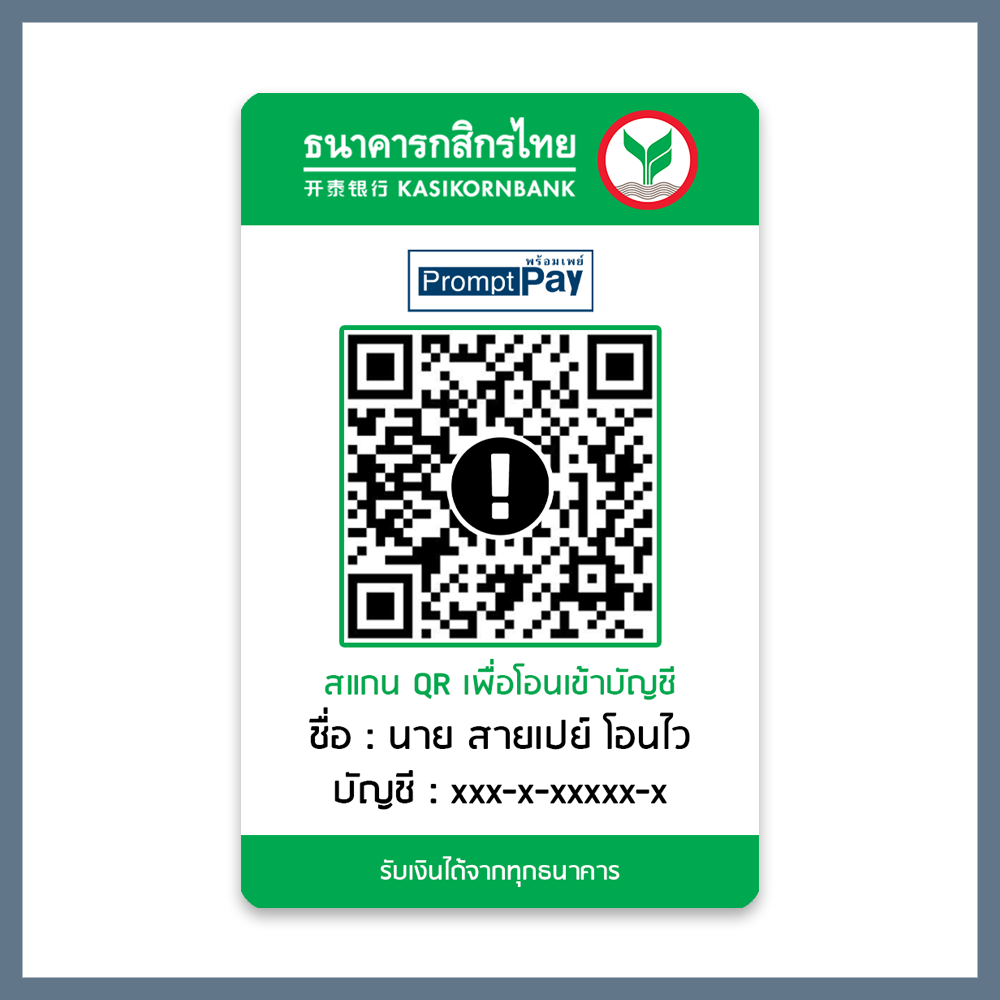 ธนาคารกสิกรไทย
开泰银行 KASIKORNBANK
พร้อมเพย์
PromptPay
สแกน QR เพื่อโอนเข้าบัญชี
ชื่อ : นาย สายเปย์ โอนไว
บัญชี : xxx-x-xxxxx-x
รับเงินได้จากทุกธนาคาร